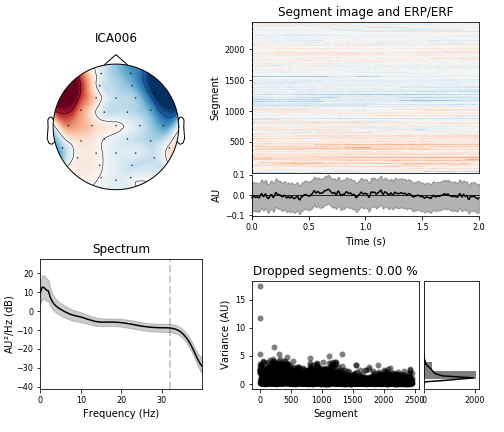 ICA006
Segment image and ERP/ERF
Segment
2000
1500
1000
500
AU
0.1
0.0
−0.1
0.0 0.5 1.0 1.5 2.0
Time (s)
Spectrum
AU²/Hz (dB)
20
10
0
−10
−20
−30
−40
0 10 20 30
Frequency (Hz)
Dropped segments: 0.00 %
Variance (AU)
15
10
5
0
0 500 1000 1500 2000 2500
Segment
0 2000